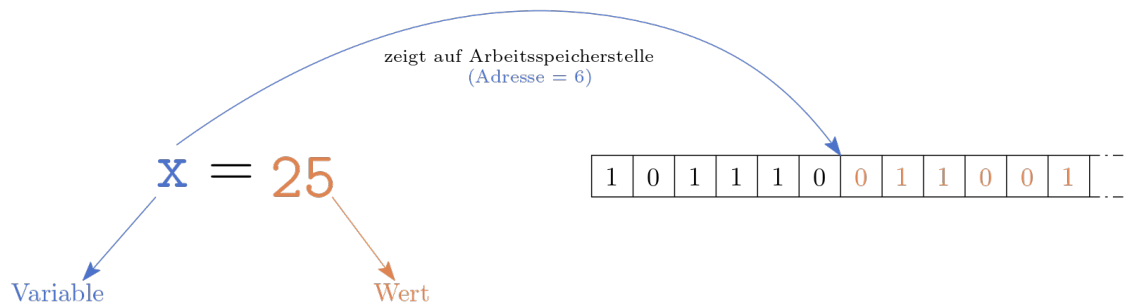 zeigt auf Arbeitsspeicherstelle
(Adresse = 6)
x = 25
1 0 1 1 1 0 0 1 1 0 0 1
Variable
Wert